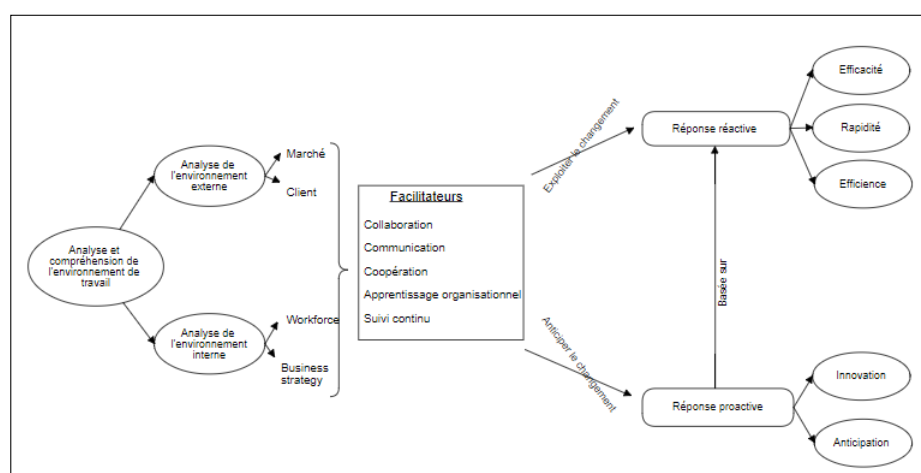 Analyse et
compréhension de
l'environnement de
travail
Analyse de
l'environnement
externe
Marché
Client
Analyse de
l'environnement
interne
Workforce
Business
strategy
Facilitateurs
Collaboration
Communication
Coopération
Apprentissage organisationnel
Suivi continu
Exploiter le changement
Anticiper le changement
Réponse réactive
Basée sur
Réponse proactive
Efficacité
Rapidité
Efficience
Innovation
Anticipation